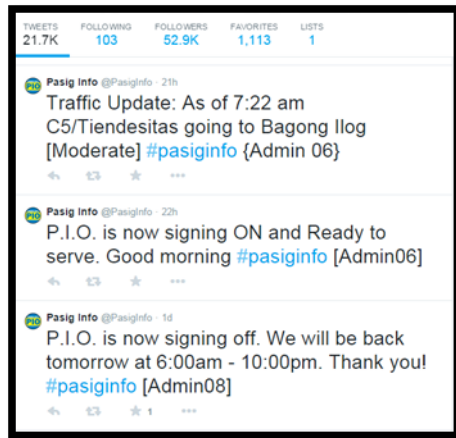 TWEETS FOLLOWING FOLLOWERS FAVORITES LISTS
21.7K 103 52.9K 1,113 1
PIO
Pasig Info @PasigInfo · 21h
Traffic Update: As of 7:22 am
C5/Tiendesitas going to Bagong Ilog
[Moderate] #pasiginfo {Admin 06}
PIO
Pasig Info @PasigInfo · 22h
P.I.O. is now signing ON and Ready to
serve. Good morning #pasiginfo [Admin06]
PIO
Pasig Info @PasigInfo · 1d
P.I.O. is now signing off. We will be back
tomorrow at 6:00am - 10:00pm. Thank you!
#pasiginfo [Admin08]
1